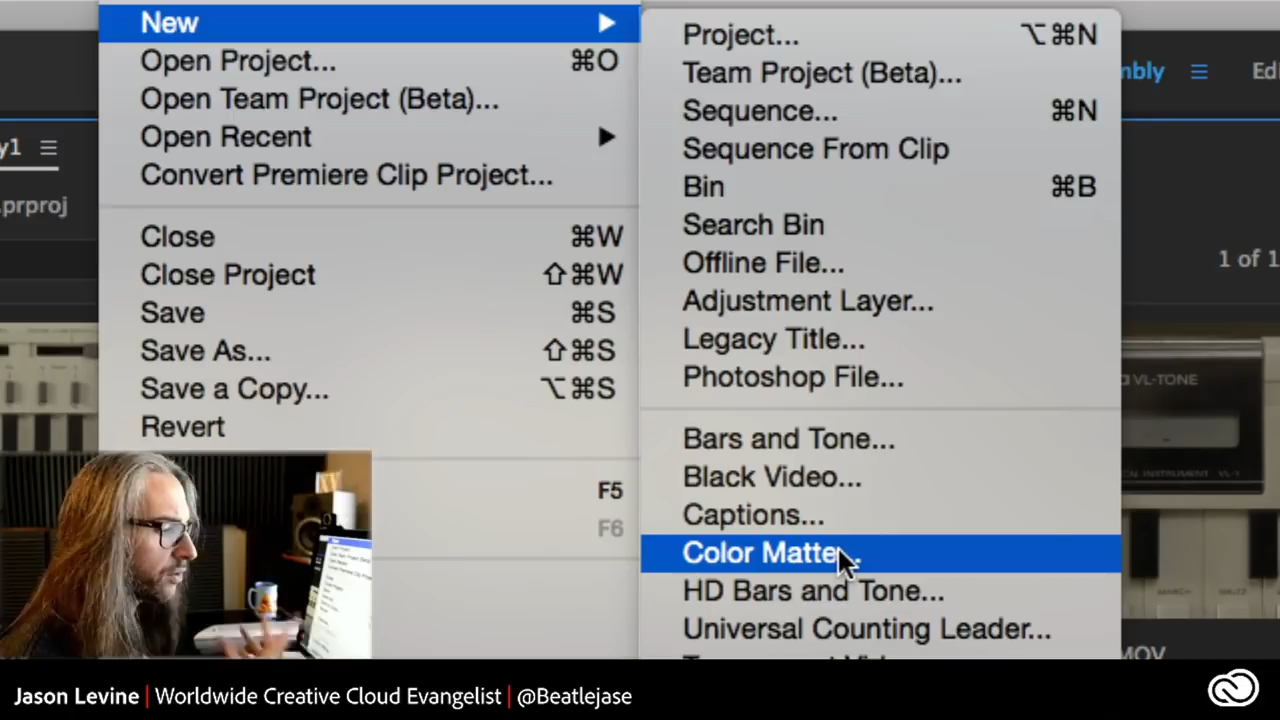 New
Open Project... ⌘O
Open Team Project (Beta)...
Open Recent
Convert Premiere Clip Project...
Close ⌘W
Close Project ⇧⌘W
Save ⌘S
Save As... ⇧⌘S
Save a Copy... ⌥⌘S
Revert
F5
F6
Project... ⌥⌘N
Team Project (Beta)...
Sequence... ⌘N
Sequence From Clip
Bin ⌘B
Search Bin
Offline File...
Adjustment Layer...
Legacy Title...
Photoshop File...
Bars and Tone...
Black Video...
Captions...
Color Matte...
HD Bars and Tone...
Universal Counting Leader...
y1
.prproj
1 of 1
VL-TONE
MOV
Jason Levine | Worldwide Creative Cloud Evangelist | @Beatlejase